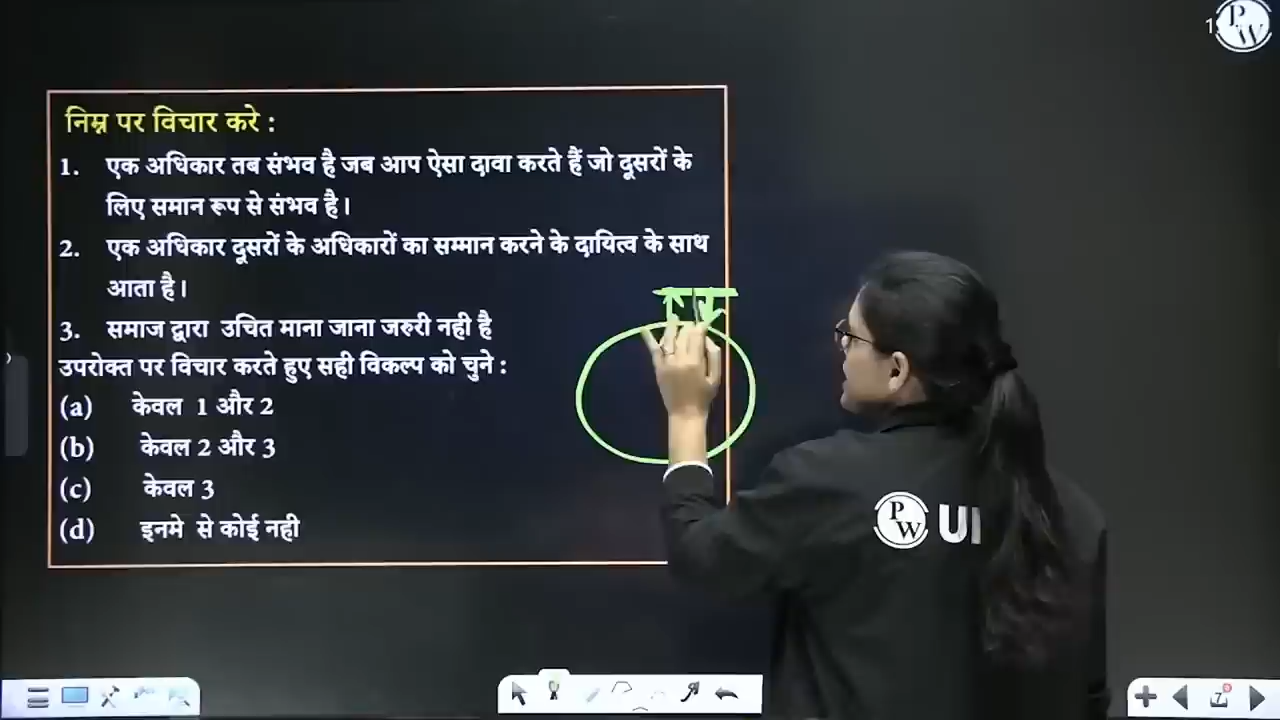 PW
निम्न पर विचार करे :
1. एक अधिकार तब संभव है जब आप ऐसा दावा करते हैं जो दूसरों के
लिए समान रूप से संभव है।
2. एक अधिकार दूसरों के अधिकारों का सम्मान करने के दायित्व के साथ
आता है।
3. समाज द्वारा उचित माना जाना जरुरी नही है
उपरोक्त पर विचार करते हुए सही विकल्प को चुने :
(a) केवल 1 और 2
(b) केवल 2 और 3
(c) केवल 3
(d) इनमे से कोई नही
PW UI